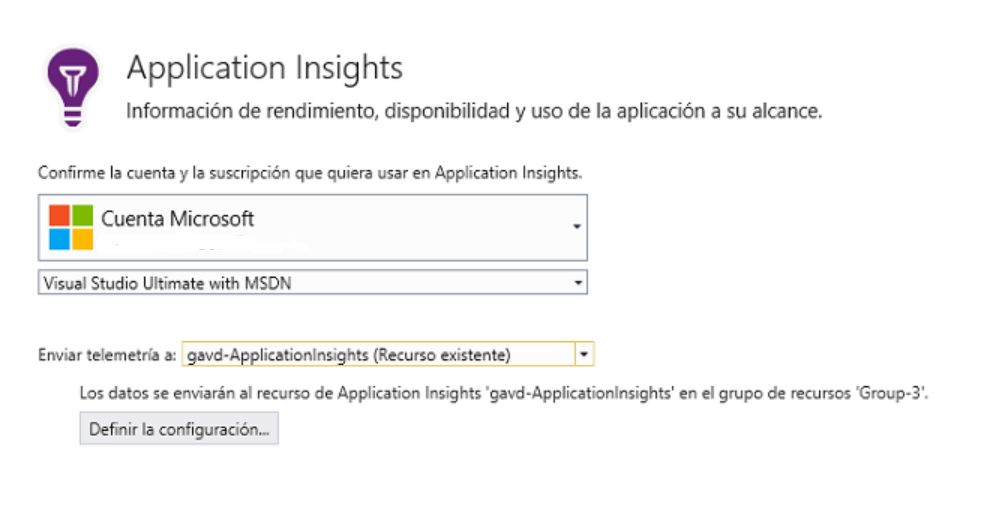 Application Insights
Información de rendimiento, disponibilidad y uso de la aplicación a su alcance.
Confirme la cuenta y la suscripción que quiera usar en Application Insights.
Cuenta Microsoft
Visual Studio Ultimate with MSDN
Enviar telemetría a: gavd-ApplicationInsights (Recurso existente)
Los datos se enviarán al recurso de Application Insights 'gavd-ApplicationInsights' en el grupo de recursos 'Group-3'.
Definir la configuración...